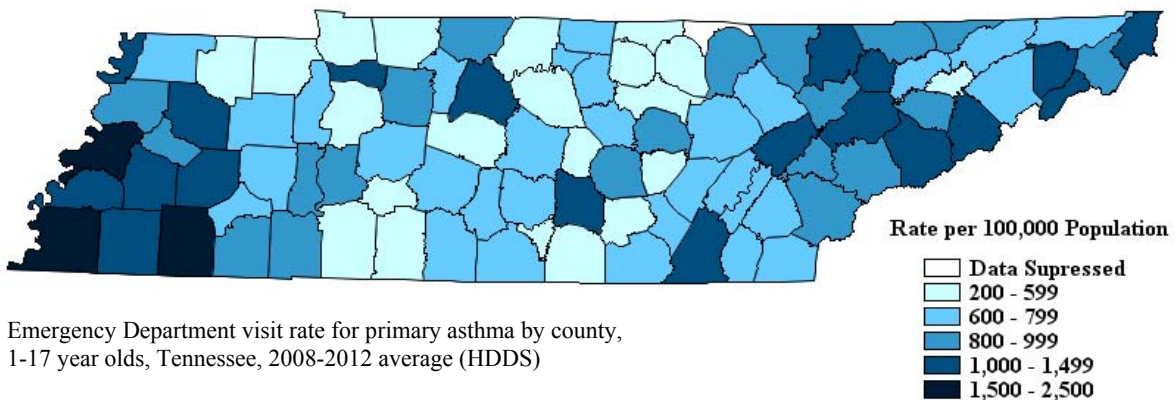 Rate per 100,000 Population
Data Supressed
200 - 599
600 - 799
800 - 999
1,000 - 1,499
1,500 - 2,500
Emergency Department visit rate for primary asthma by county,
1-17 year olds, Tennessee, 2008-2012 average (HDDS)